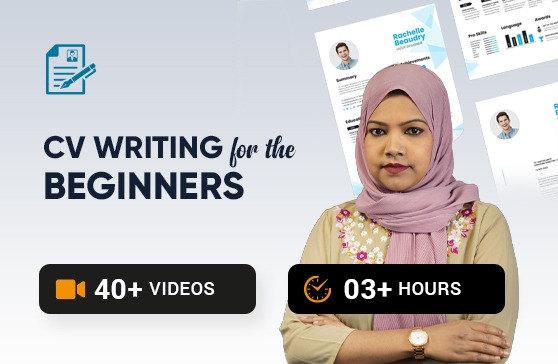 CV WRITING for the
BEGINNERS
40+ VIDEOS
03+ HOURS
Rachelle
Beaudry
Summary
Pro Skills
Language
Awards